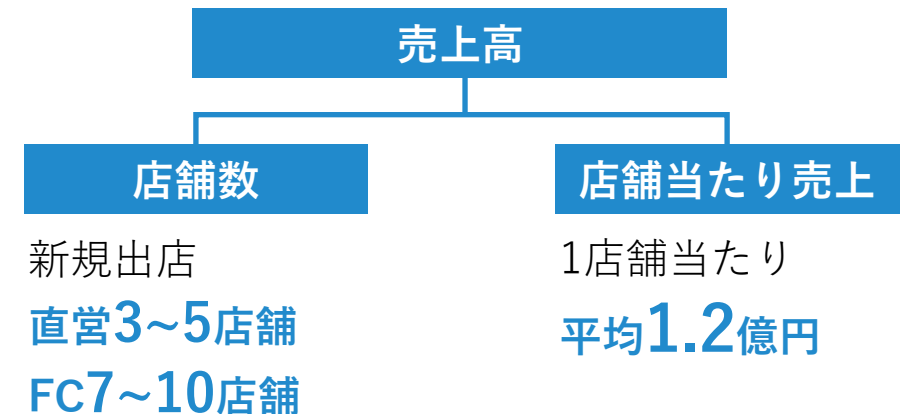 売上高
店舗数
新規出店
直営3~5店舗
FC7~10店舗
店舗当たり売上
1店舗当たり
平均1.2億円